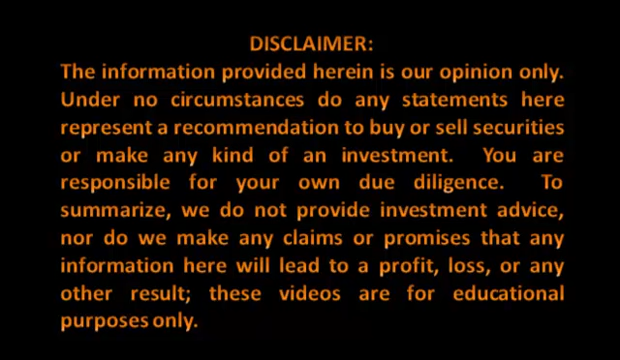 DISCLAIMER:
The information provided herein is our opinion only.
Under no circumstances do any statements here
represent a recommendation to buy or sell securities
or make any kind of an investment. You are
responsible for your own due diligence. To
summarize, we do not provide investment advice,
nor do we make any claims or promises that any
information here will lead to a profit, loss, or any
other result; these videos are for educational
purposes only.